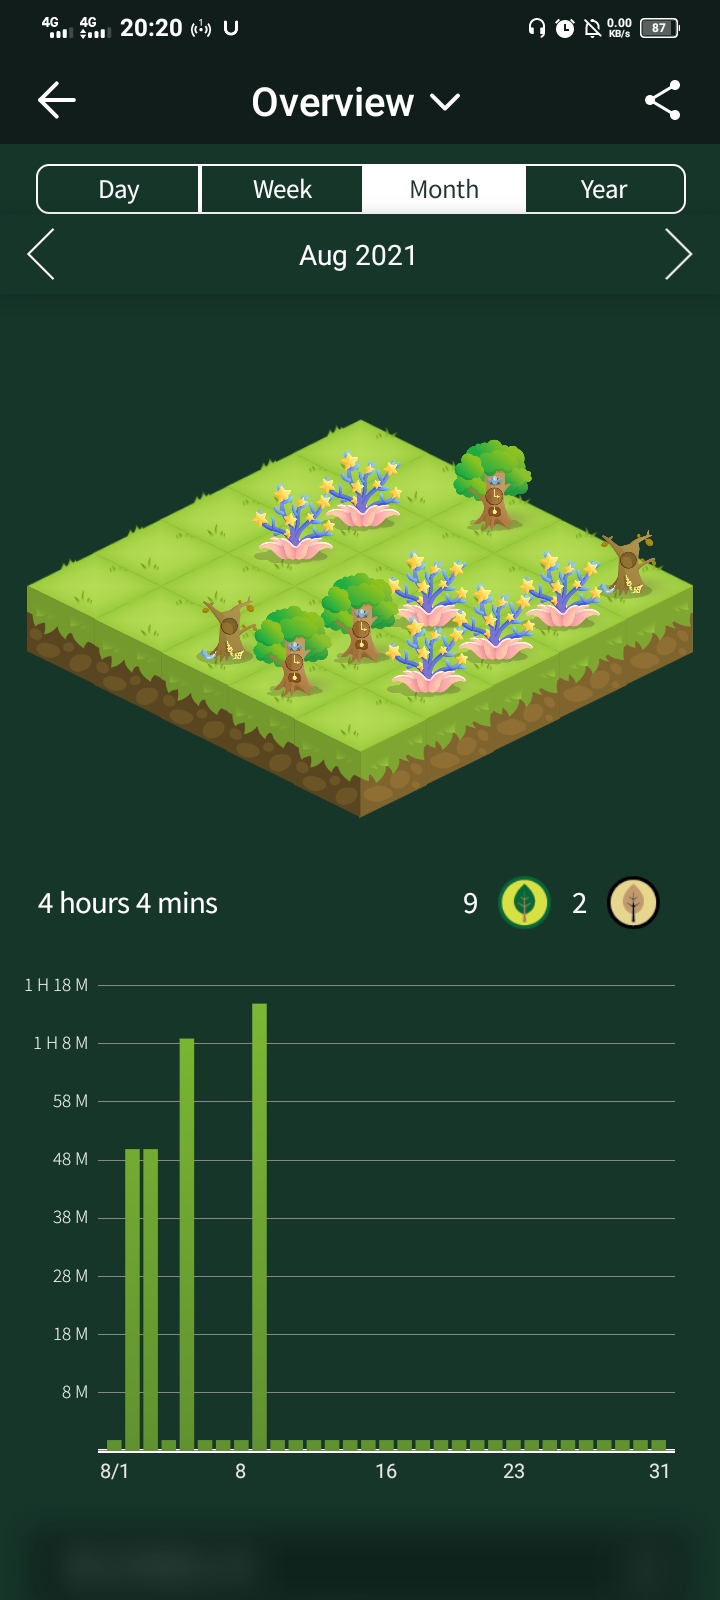 4G 4G 20:20 1 0.00 KB/s 87
Overview
Day Week Month Year
Aug 2021
4 hours 4 mins 9 2
1 H 18 M
1 H 8 M
58 M
48 M
38 M
28 M
18 M
8 M
8/1 8 16 23 31